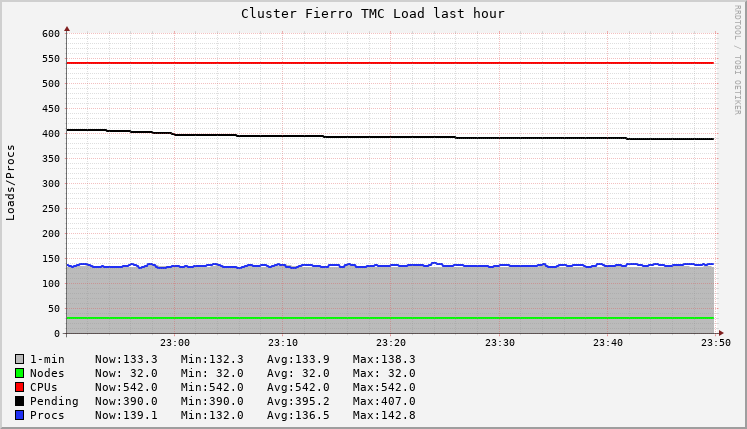 Cluster Fierro TMC Load last hour
RRDTOOL / TOBI OETIKER
Loads/Procs
600
550
500
450
400
350
300
250
200
150
100
50
0
23:00 23:10 23:20 23:30 23:40 23:50
1-min Now:133.3 Min:132.3 Avg:133.9 Max:138.3
Nodes Now: 32.0 Min: 32.0 Avg: 32.0 Max: 32.0
CPUs Now:542.0 Min:542.0 Avg:542.0 Max:542.0
Pending Now:390.0 Min:390.0 Avg:395.2 Max:407.0
Procs Now:139.1 Min:132.0 Avg:136.5 Max:142.8